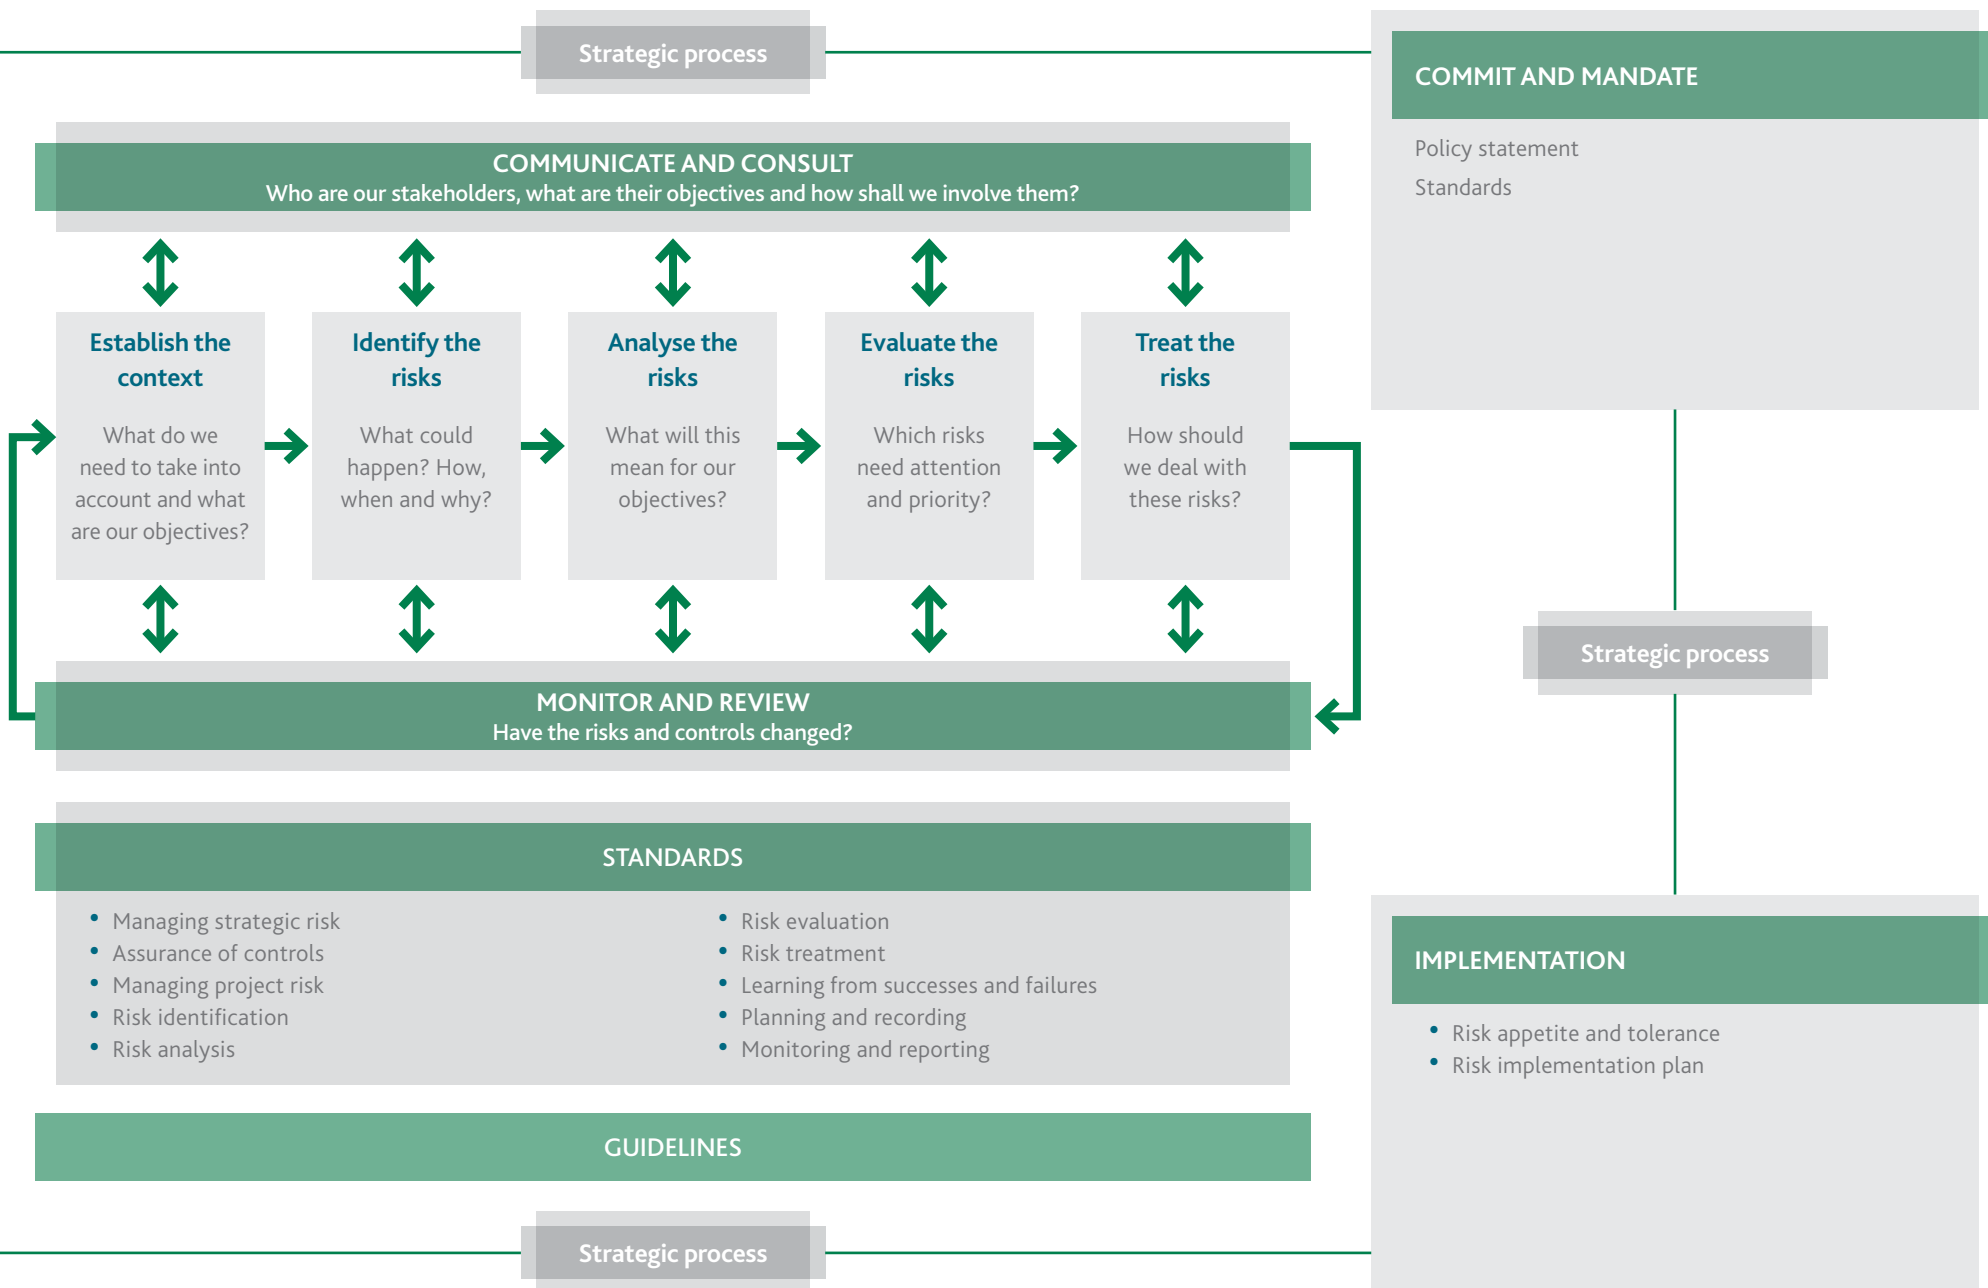 Strategic process
COMMIT AND MANDATE
Policy statement
Standards
COMMUNICATE AND CONSULT
Who are our stakeholders, what are their objectives and how shall we involve them?
Establish the
context
What do we
need to take into
account and what
are our objectives?
Identify the
risks
What could
happen? How,
when and why?
Analyse the
risks
What will this
mean for our
objectives?
Evaluate the
risks
Which risks
need attention
and priority?
Treat the
risks
How should
we deal with
these risks?
Strategic process
MONITOR AND REVIEW
Have the risks and controls changed?
STANDARDS
• Managing strategic risk
• Assurance of controls
• Managing project risk
• Risk identification
• Risk analysis
• Risk evaluation
• Risk treatment
• Learning from successes and failures
• Planning and recording
• Monitoring and reporting
IMPLEMENTATION
• Risk appetite and tolerance
• Risk implementation plan
GUIDELINES
Strategic process